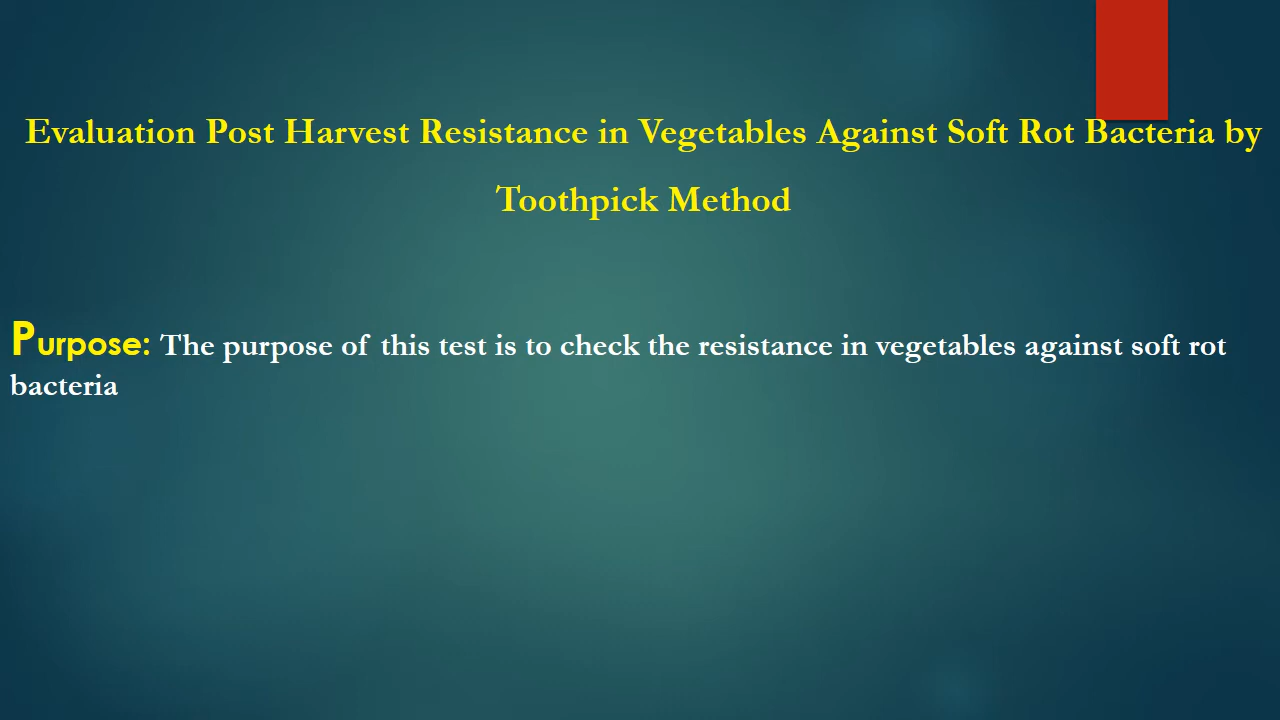 Evaluation Post Harvest Resistance in Vegetables Against Soft Rot Bacteria by
Toothpick Method
Purpose: The purpose of this test is to check the resistance in vegetables against soft rot
bacteria